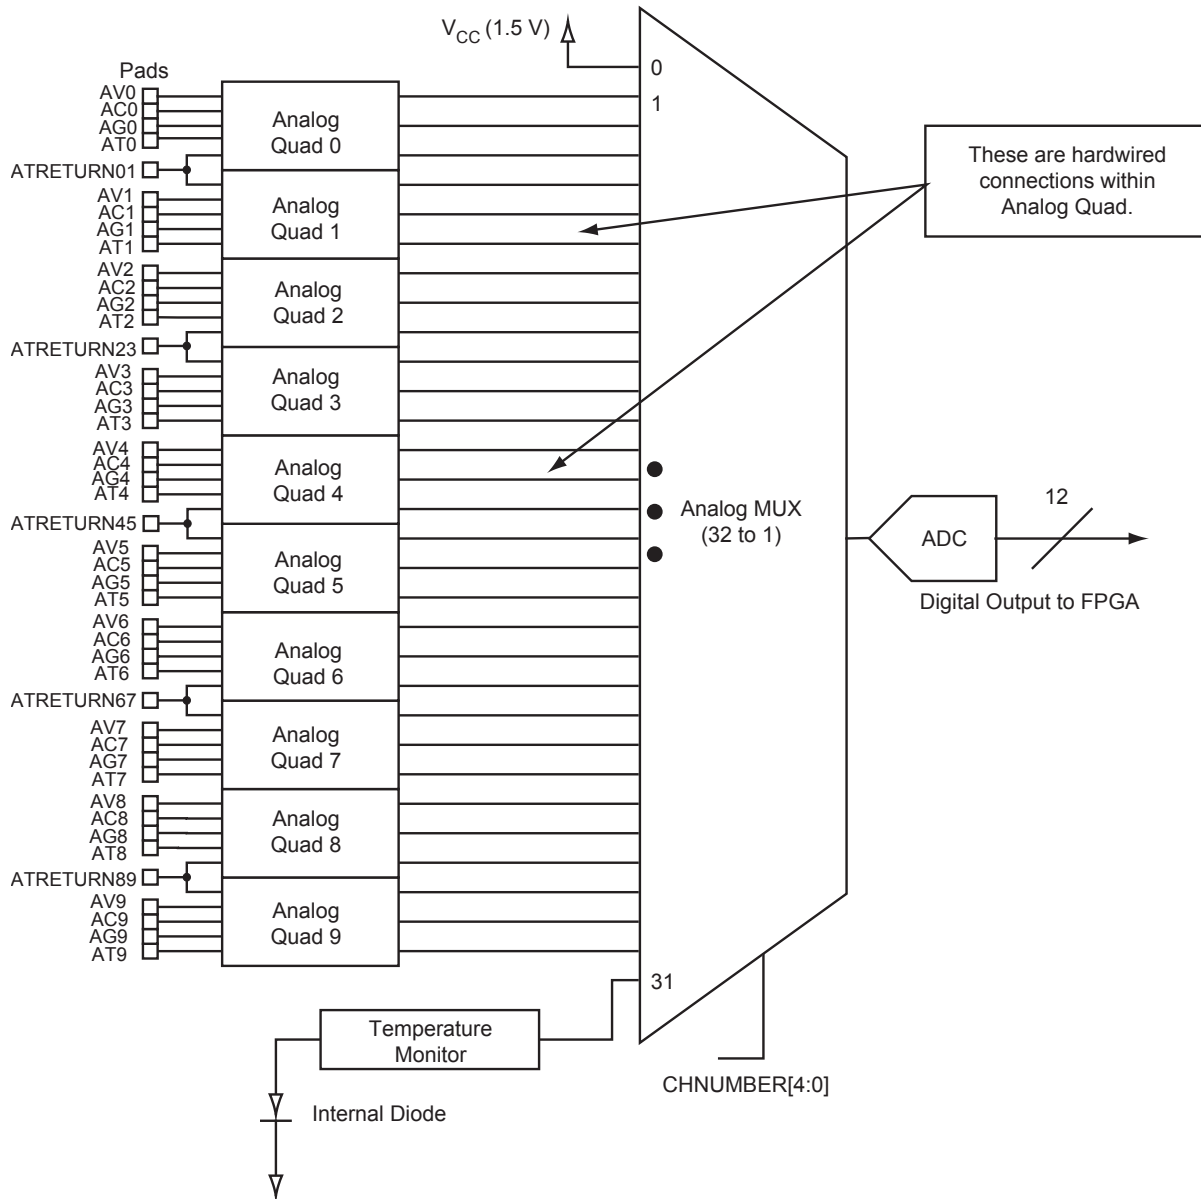 V_CC (1.5 V)
Pads
0
1
AV0
AC0
AG0
AT0
Analog
Quad 0
ATRETURN01
AV1
AC1
AG1
AT1
Analog
Quad 1
These are hardwired
connections within
Analog Quad.
AV2
AC2
AG2
AT2
Analog
Quad 2
ATRETURN23
AV3
AC3
AG3
AT3
Analog
Quad 3
AV4
AC4
AG4
AT4
Analog
Quad 4
ATRETURN45
Analog MUX
(32 to 1)
ADC
12
Digital Output to FPGA
AV5
AC5
AG5
AT5
Analog
Quad 5
AV6
AC6
AG6
AT6
Analog
Quad 6
ATRETURN67
AV7
AC7
AG7
AT7
Analog
Quad 7
AV8
AC8
AG8
AT8
Analog
Quad 8
ATRETURN89
AV9
AC9
AG9
AT9
Analog
Quad 9
31
Temperature
Monitor
CHNUMBER[4:0]
Internal Diode